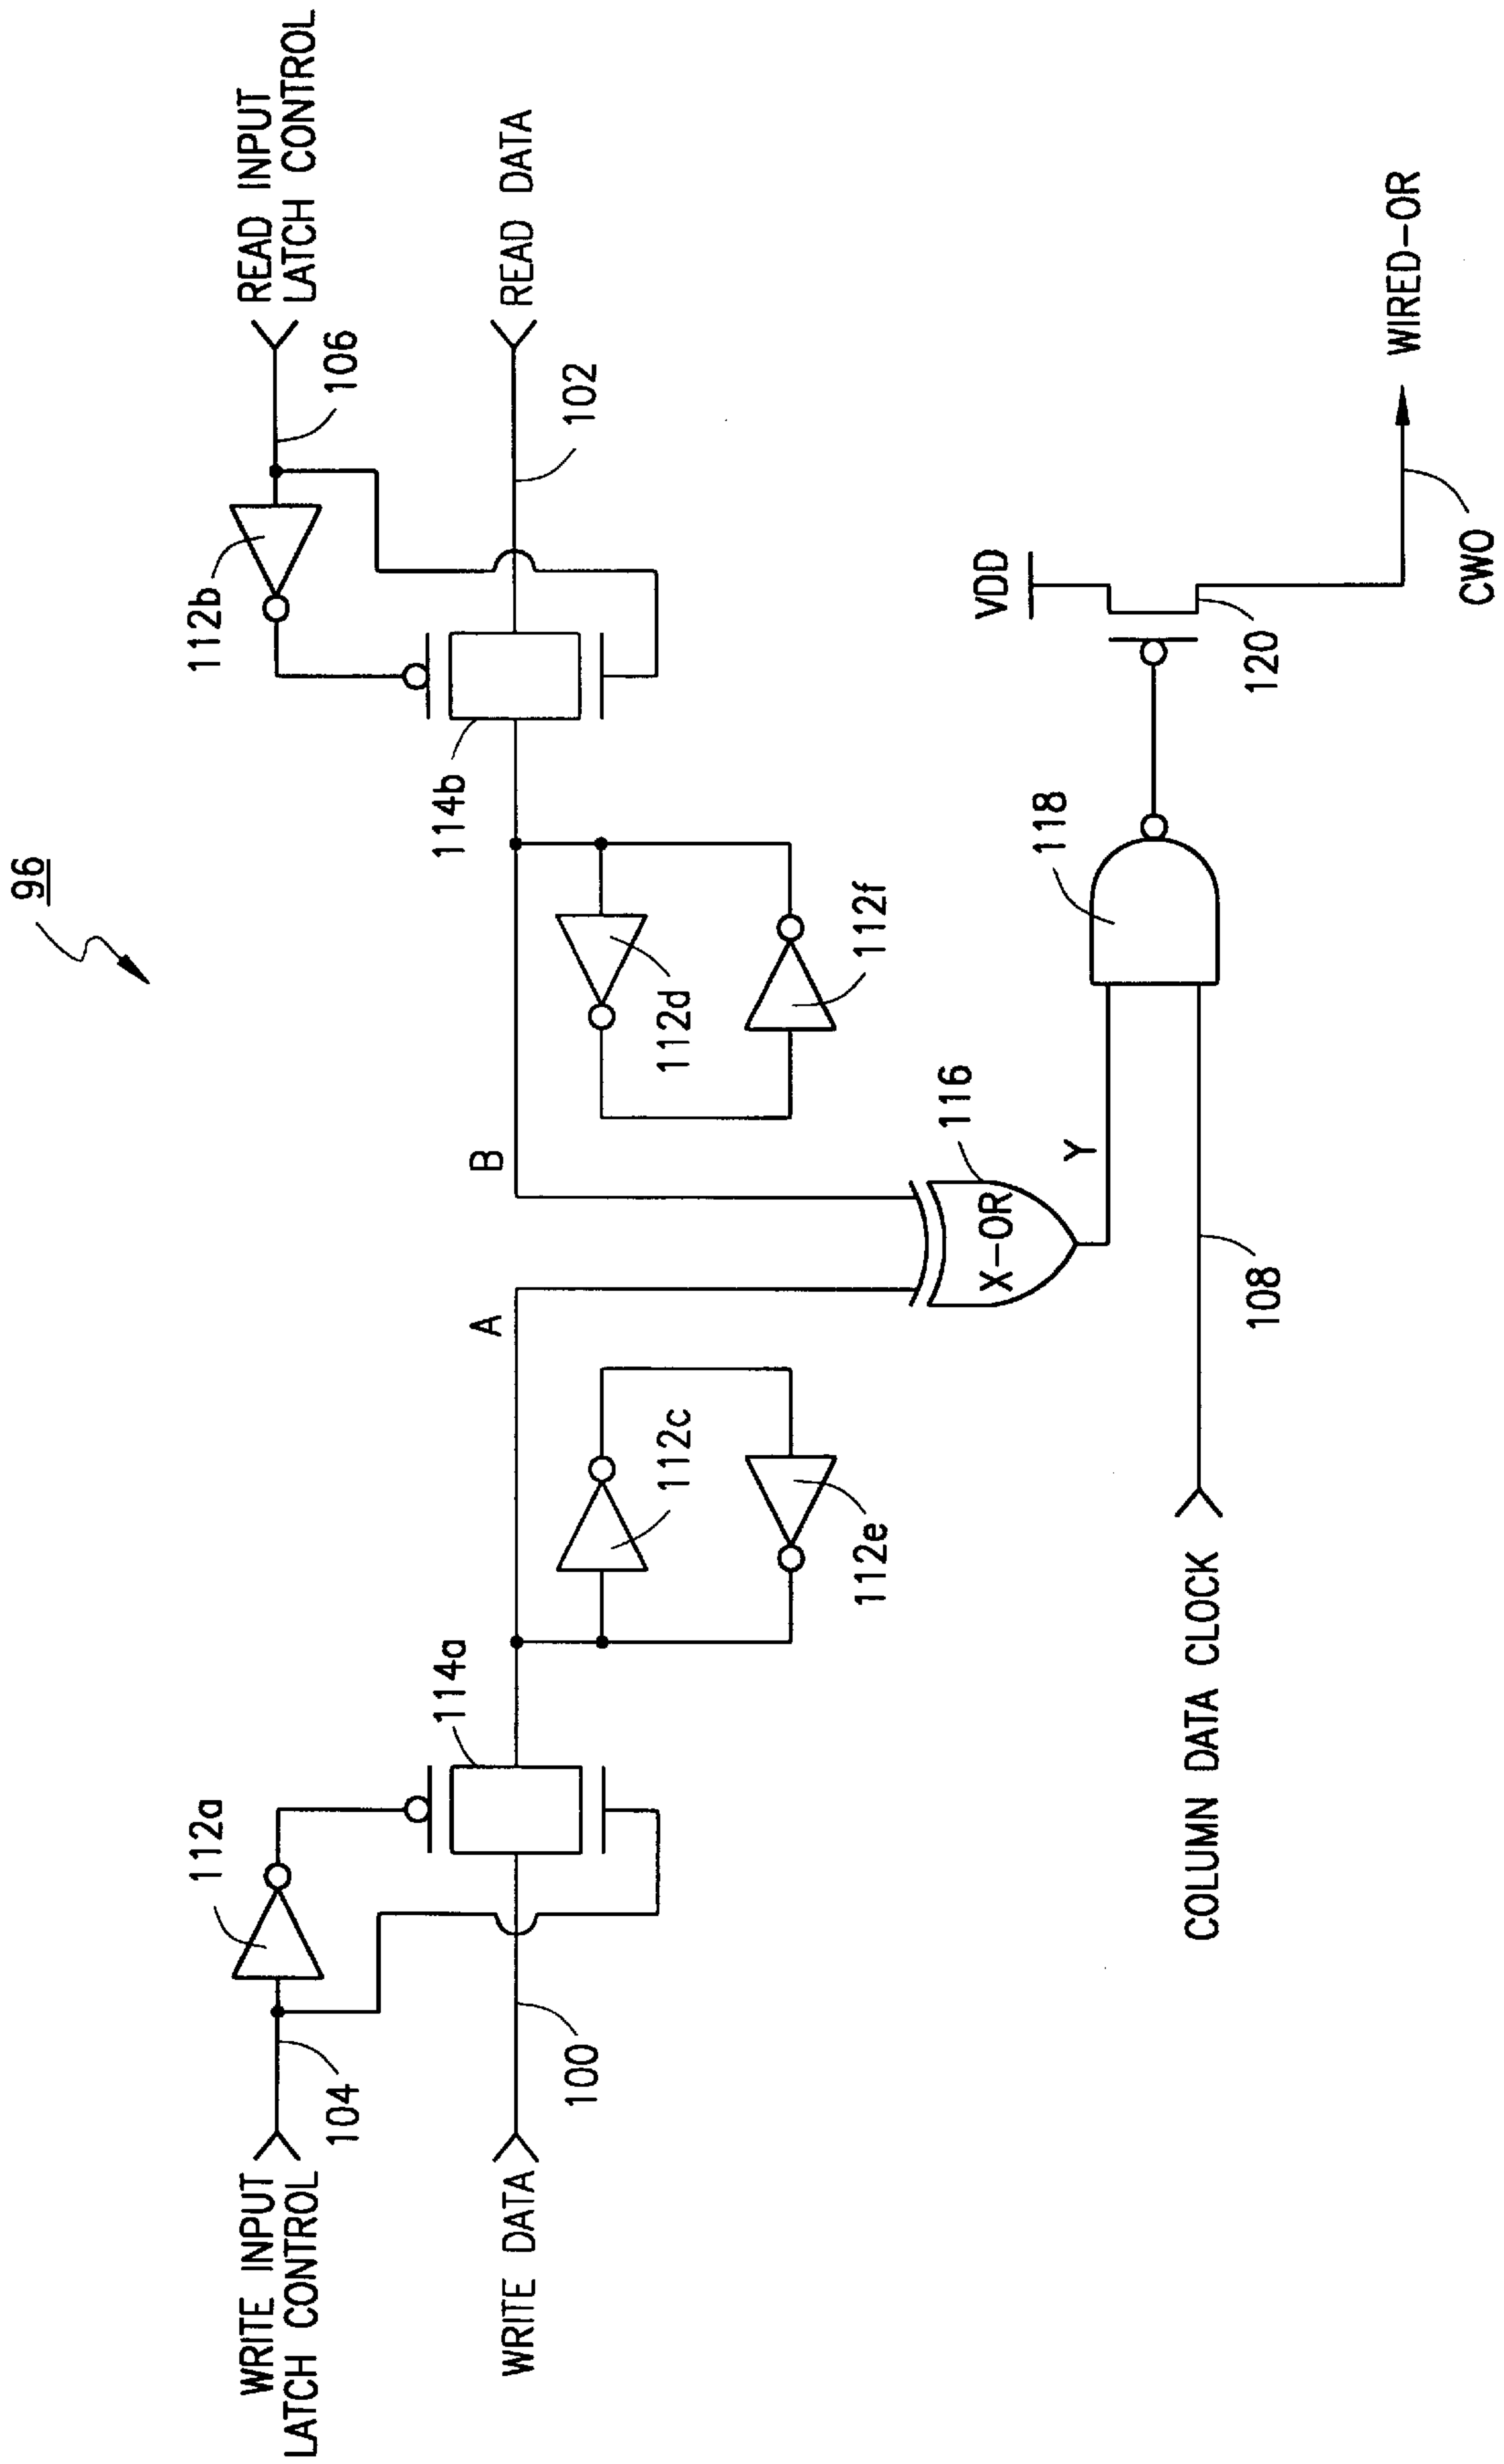 96
WRITE INPUT
LATCH CONTROL
104
112a
112b
106
READ INPUT
LATCH CONTROL
WRITE DATA
100
114a
A
B
114b
102
READ DATA
112c
112d
112e
112f
X-OR
116
Y
118
VDD
120
COLUMN DATA CLOCK
108
WIRED-OR
CWO